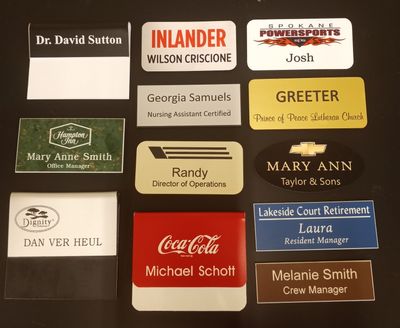 Dr. David Sutton
INLANDER
WILSON CRISCIONE
SPOKANE
POWERSPORTS
Josh
Georgia Samuels
Nursing Assistant Certified
GREETER
Prince of Peace Lutheran Church
Hampton
Inn
Mary Anne Smith
Office Manager
Randy
Director of Operations
MARY ANN
Taylor & Sons
Dignity
DAN VER HEUL
Coca-Cola
Michael Schott
Lakeside Court Retirement
Laura
Resident Manager
Melanie Smith
Crew Manager